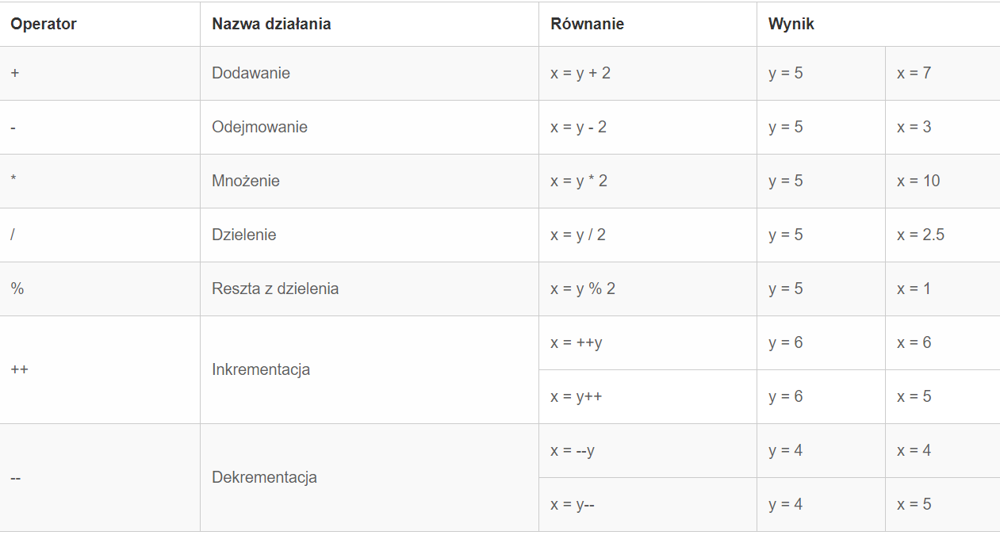 Operator Nazwa działania Równanie Wynik
+ Dodawanie x = y + 2 y = 5 x = 7
- Odejmowanie x = y - 2 y = 5 x = 3
* Mnożenie x = y * 2 y = 5 x = 10
/ Dzielenie x = y / 2 y = 5 x = 2.5
% Reszta z dzielenia x = y % 2 y = 5 x = 1
++ Inkrementacja x = ++y y = 6 x = 6
x = y++ y = 6 x = 5
-- Dekrementacja x = --y y = 4 x = 4
x = y-- y = 4 x = 5